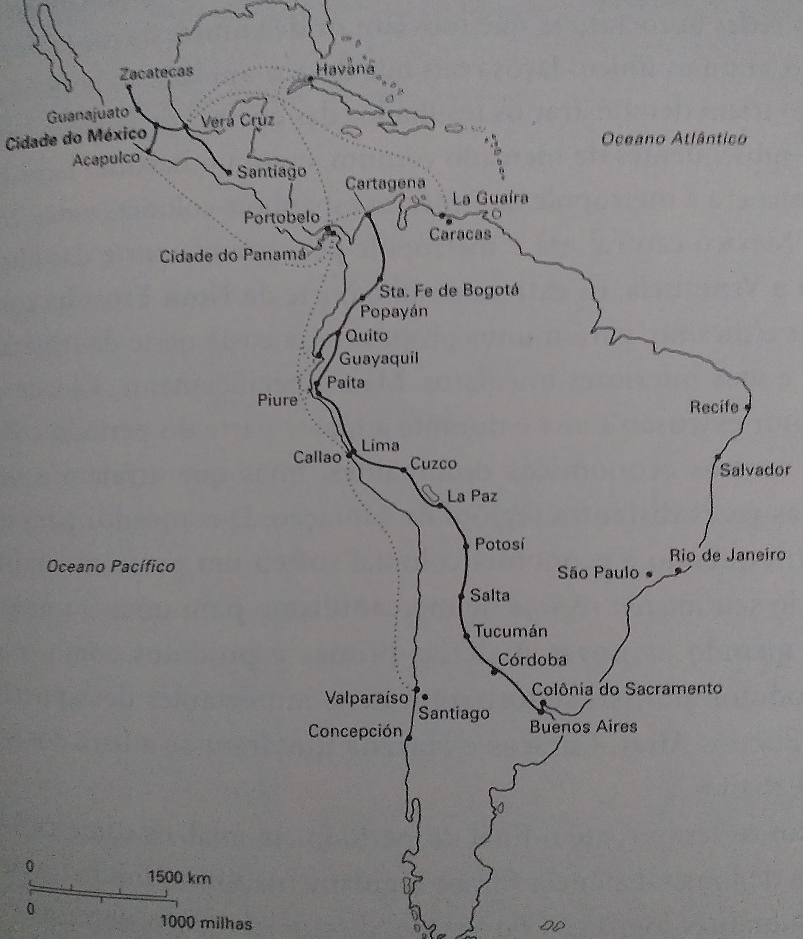 Zacatecas
Havana
Guanajuato
Vera Cruz
Cidade do México
Oceano Atlântico
Acapulco
Santiago
Cartagena
La Guaira
Portobelo
Caracas
Cidade do Panamá
Sta. Fe de Bogotá
Popayán
Quito
Guayaquil
Paita
Piure
Recife
Lima
Callao
Cuzco
Salvador
La Paz
Potosí
Rio de Janeiro
Oceano Pacífico
São Paulo
Salta
Tucumán
Córdoba
Colônia do Sacramento
Valparaíso
Santiago
Buenos Aires
Concepción
0
1500 km
0
1000 milhas